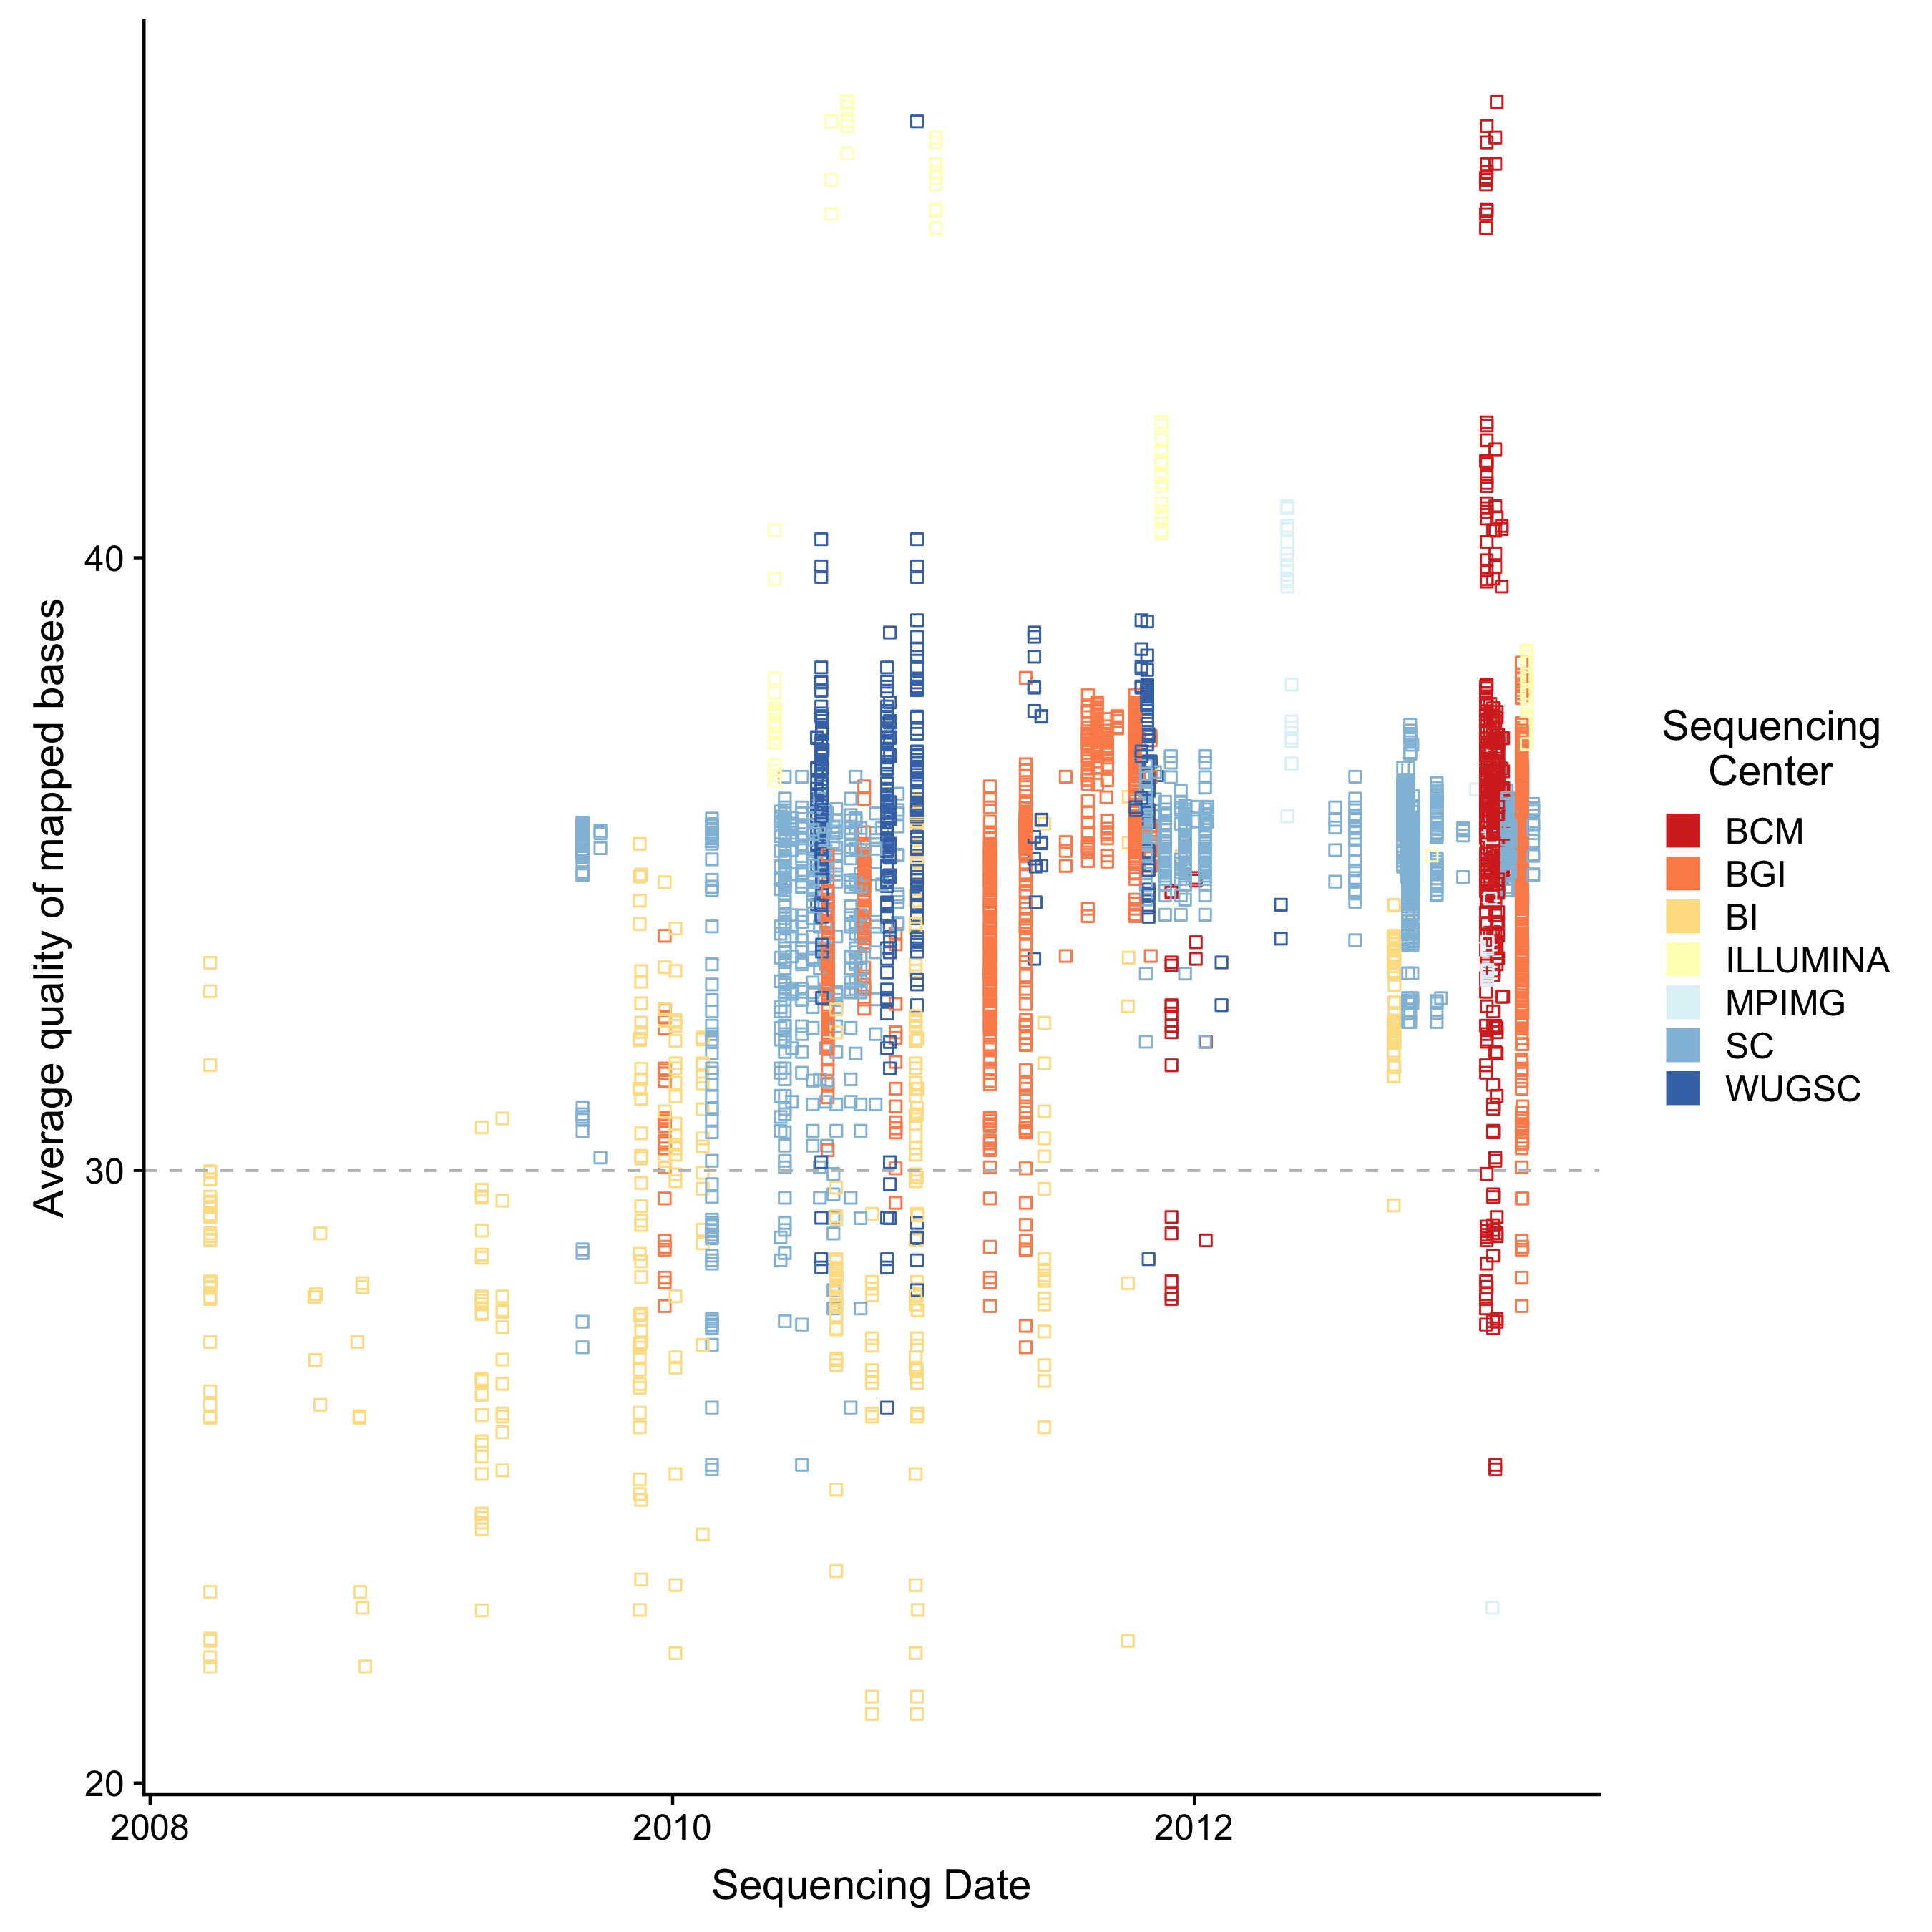 Average quality of mapped bases
40
30
20
2008
2010
2012
Sequencing Date
Sequencing
Center
BCM
BGI
BI
ILLUMINA
MPIMG
SC
WUGSC